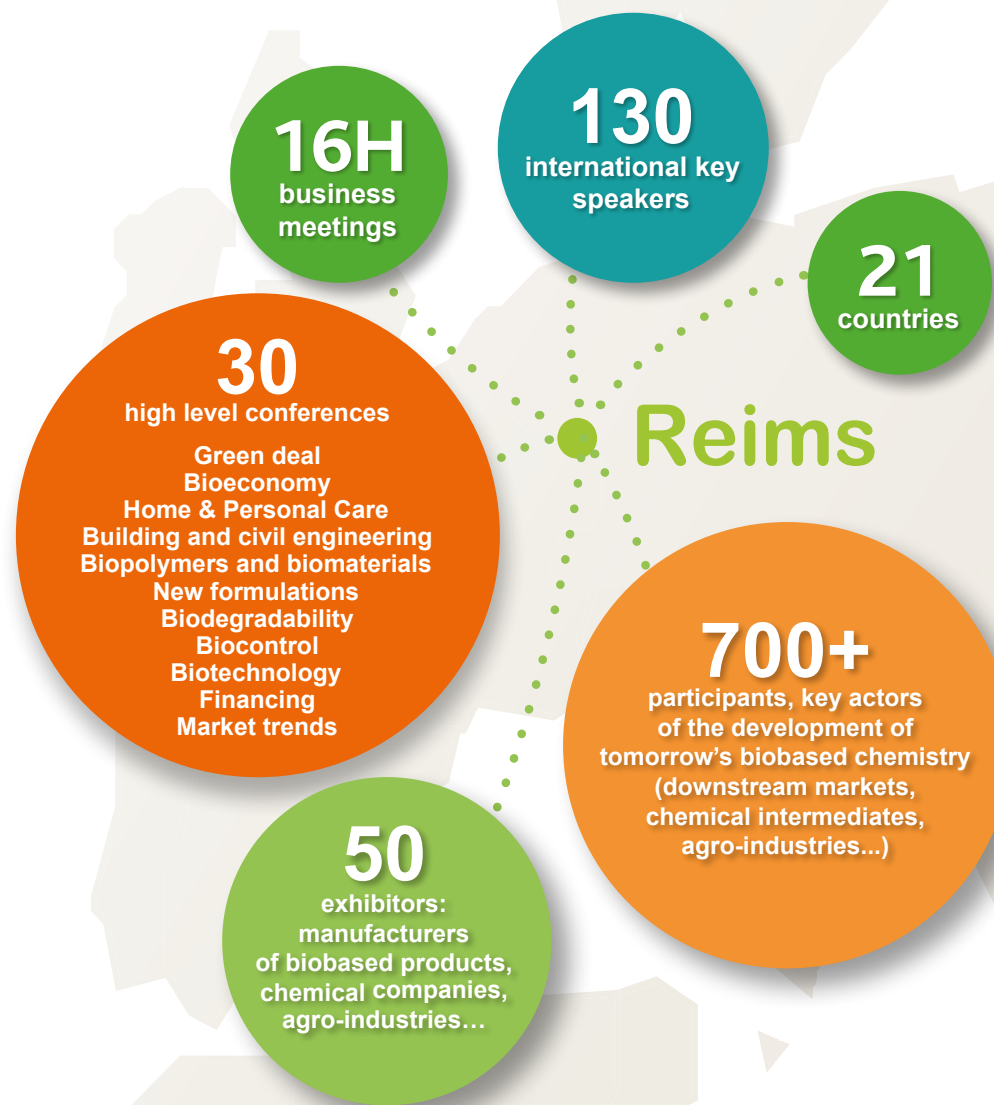 16H
business
meetings
130
international key
speakers
21
countries
30
high level conferences
Green deal
Bioeconomy
Home & Personal Care
Building and civil engineering
Biopolymers and biomaterials
New formulations
Biodegradability
Biocontrol
Biotechnology
Financing
Market trends
Reims
700+
participants, key actors
of the development of
tomorrow's biobased chemistry
(downstream markets,
chemical intermediates,
agro-industries...)
50
exhibitors:
manufacturers
of biobased products,
chemical companies,
agro-industries…